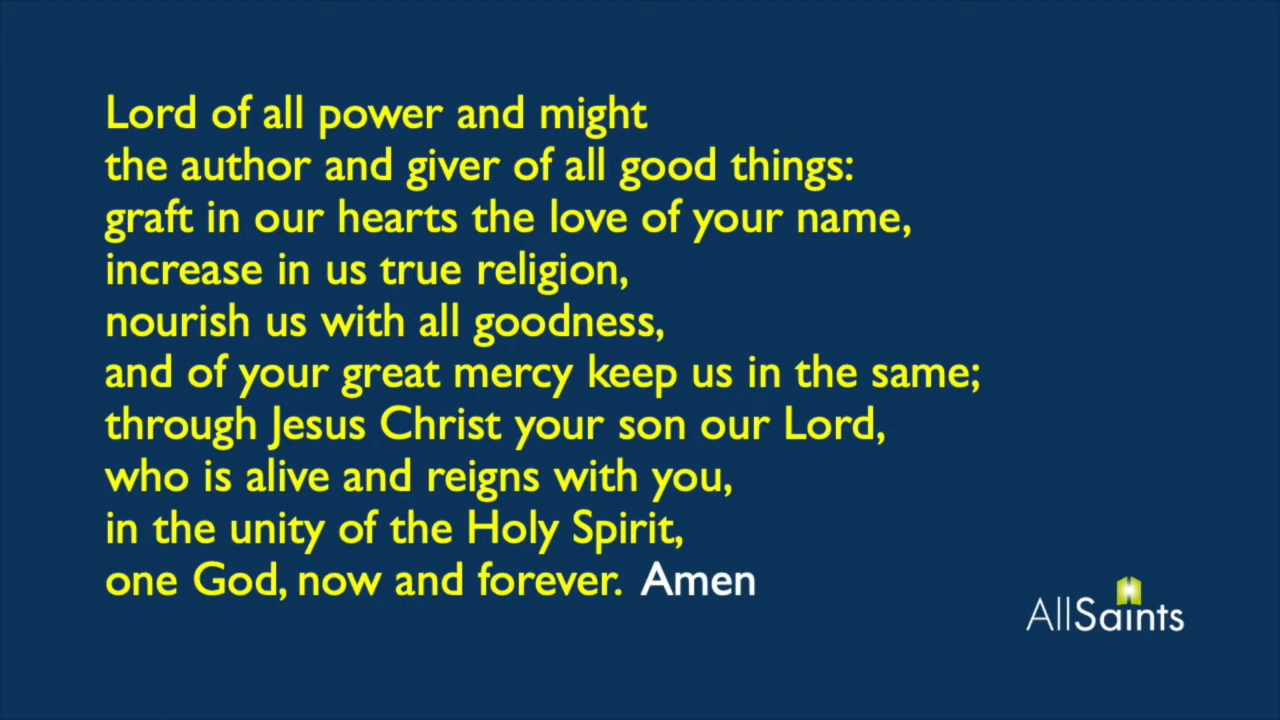 Lord of all power and might
the author and giver of all good things:
graft in our hearts the love of your name,
increase in us true religion,
nourish us with all goodness,
and of your great mercy keep us in the same;
through Jesus Christ your son our Lord,
who is alive and reigns with you,
in the unity of the Holy Spirit,
one God, now and forever. Amen
AllSaints